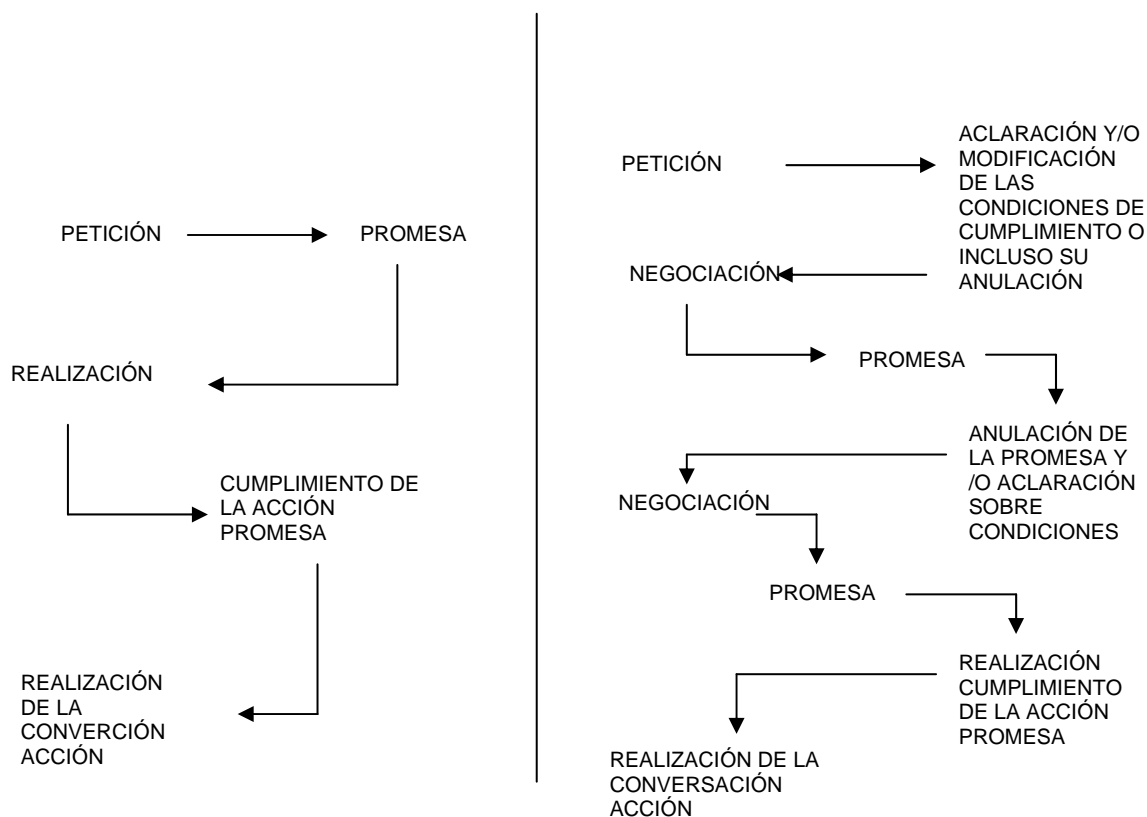 PETICIÓN
PROMESA
REALIZACIÓN
CUMPLIMIENTO DE
LA ACCIÓN
PROMESA
REALIZACIÓN
DE LA
CONVERCIÓN
ACCIÓN
PETICIÓN
ACLARACIÓN Y/O
MODIFICACIÓN
DE LAS
CONDICIONES DE
CUMPLIMIENTO O
INCLUSO SU
ANULACIÓN
NEGOCIACIÓN
PROMESA
ANULACIÓN DE
LA PROMESA Y
/O ACLARACIÓN
SOBRE
CONDICIONES
NEGOCIACIÓN
PROMESA
REALIZACIÓN
CUMPLIMIENTO
DE LA ACCIÓN
PROMESA
REALIZACIÓN DE LA
CONVERSACIÓN
ACCIÓN